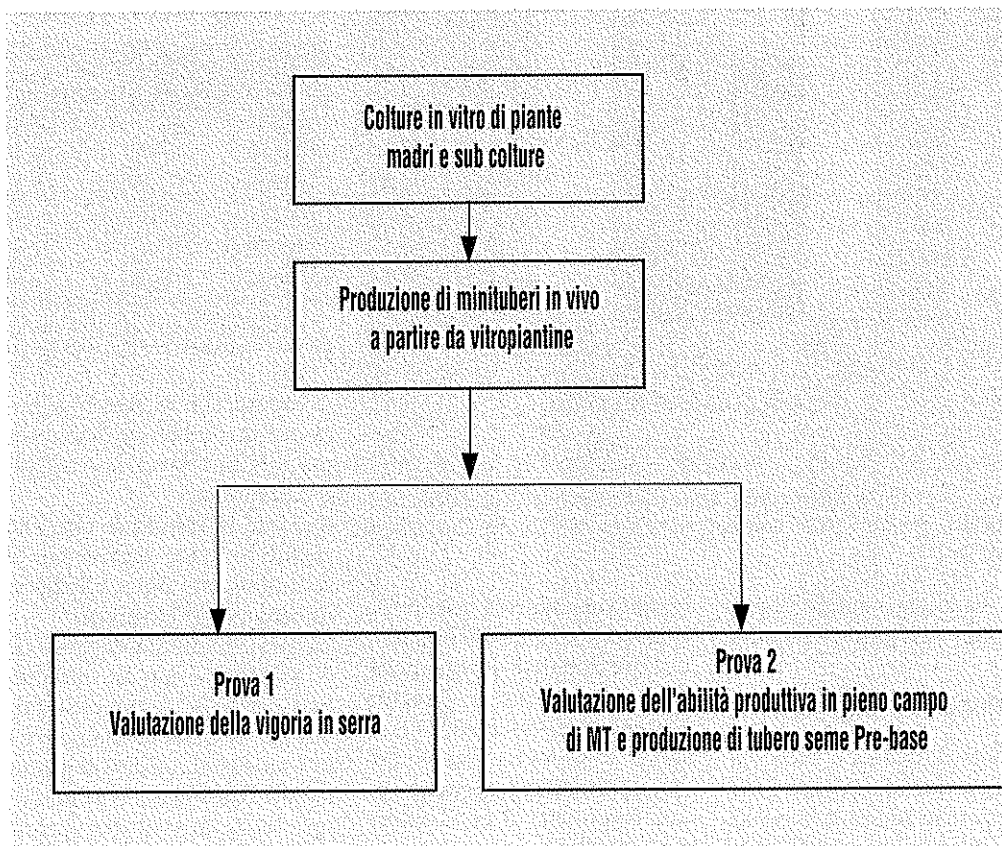 Colture in vitro di piante
madri e sub colture
Produzione di minituberi in vivo
a partire da vitropiantine
Prova 1
Valutazione della vigoria in serra
Prova 2
Valutazione dell'abilità produttiva in pieno campo
di MT e produzione di tubero seme Pre-base